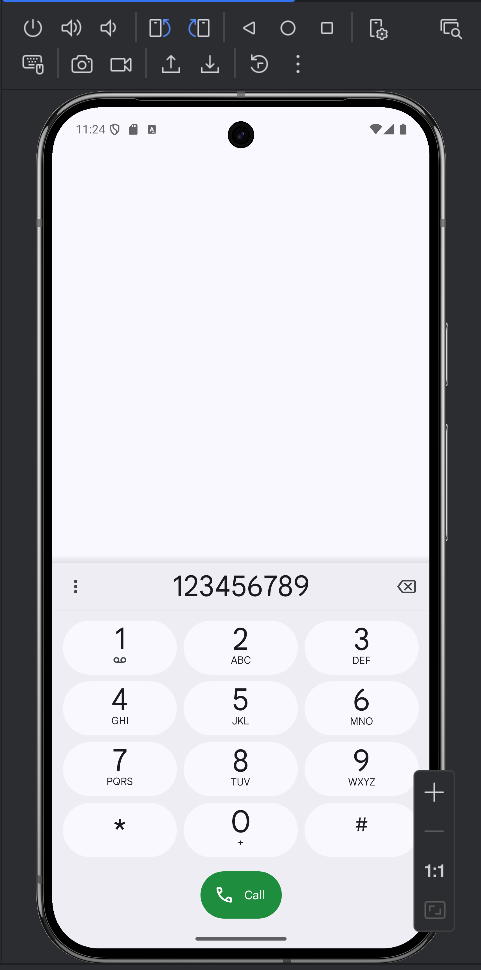 11:24
123456789
1 2 3
ABC DEF
4 5 6
GHI JKL MNO
7 8 9
PQRS TUV WXYZ
* 0 #
+
Call
1:1